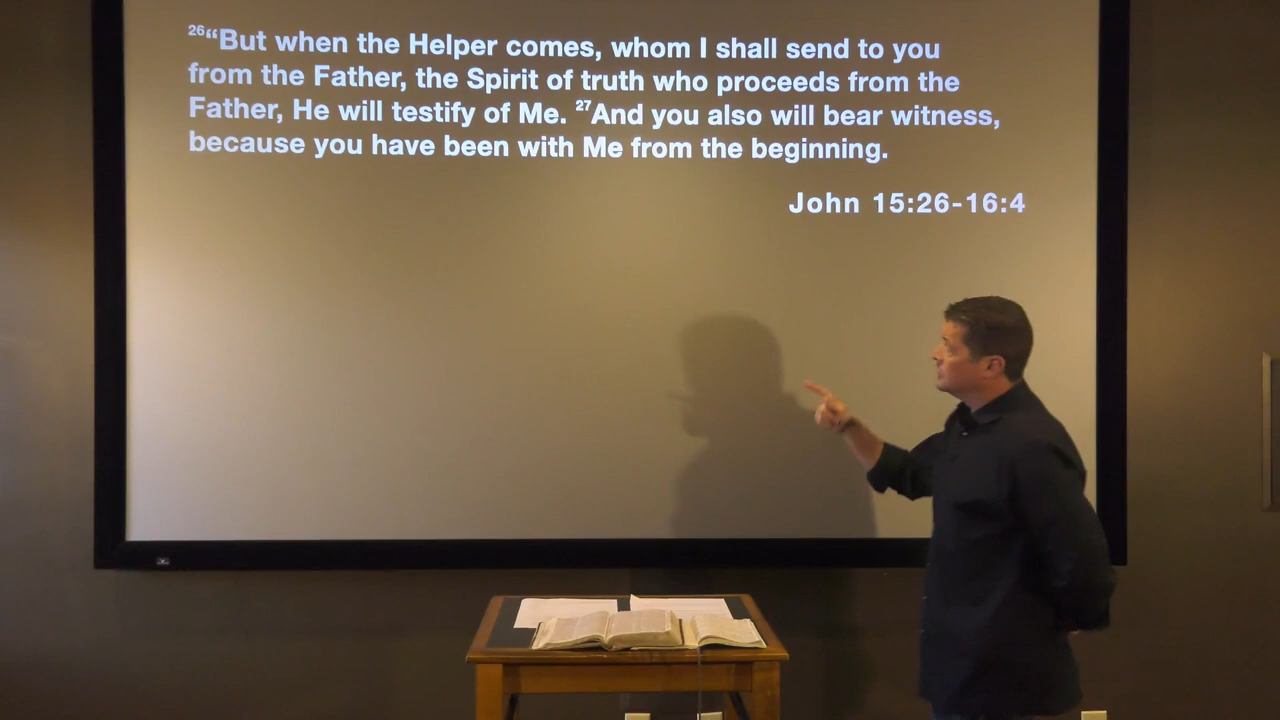 26“But when the Helper comes, whom I shall send to you
from the Father, the Spirit of truth who proceeds from the
Father, He will testify of Me. 27And you also will bear witness,
because you have been with Me from the beginning.
John 15:26-16:4